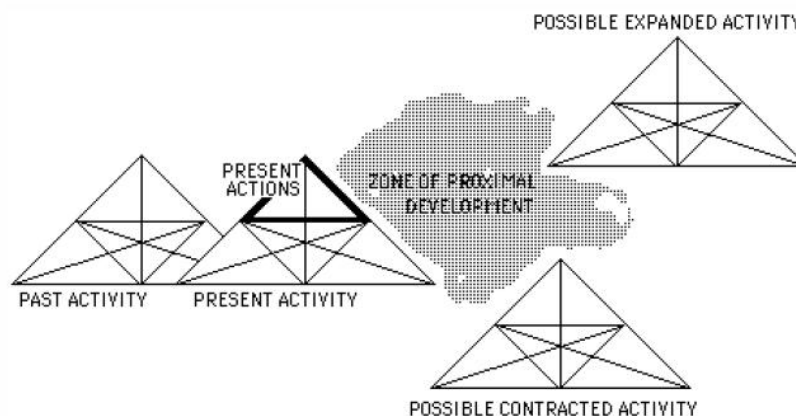 POSSIBLE EXPANDED ACTIVITY
PRESENT
ACTIONS
ZONE OF PROXIMAL
DEVELOPMENT
PAST ACTIVITY
PRESENT ACTIVITY
POSSIBLE CONTRACTED ACTIVITY